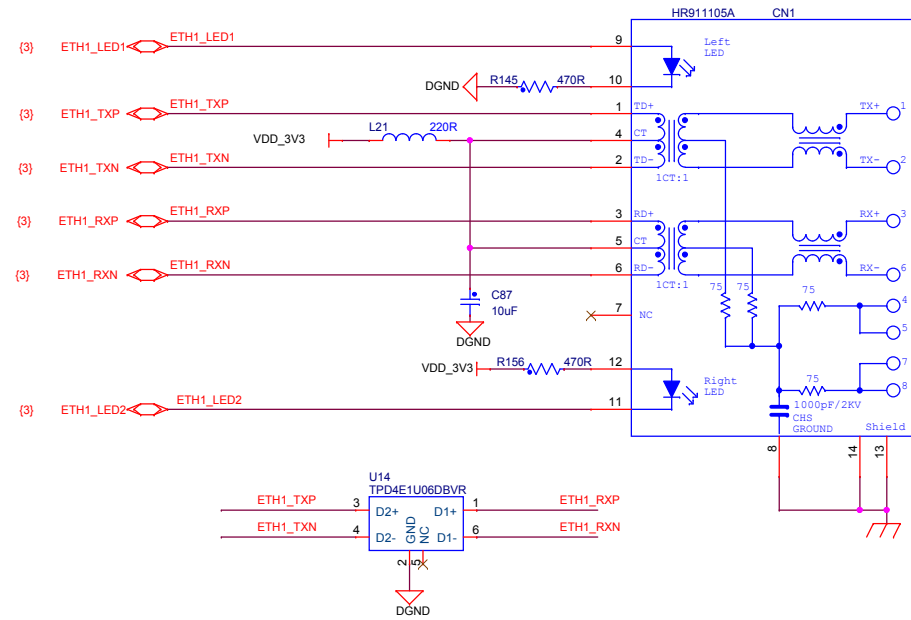 HR911105A CN1
{3} ETH1_LED1 ETH1_LED1 9 Left
LED
DGND R145 470R 10
{3} ETH1_TXP ETH1_TXP 1 TD+ TX+ 1
VDD_3V3 L21 220R 4 CT
{3} ETH1_TXN ETH1_TXN 2 TD- TX- 2
1CT:1
{3} ETH1_RXP ETH1_RXP 3 RD+ RX+ 3
5 CT
{3} ETH1_RXN ETH1_RXN 6 RD- RX- 6
1CT:1 75 75 75
C87 4
10uF 7 NC
DGND 5
VDD_3V3 R156 470R 12 7
Right
LED 75
{3} ETH1_LED2 ETH1_LED2 11 8
1000pF/2KV
CHS
GROUND Shield
8 14 13
U14
TPD4E1U06DBVR
ETH1_TXP 3 D2+ D1+ 1 ETH1_RXP
ETH1_TXN 4 D2- GND NC D1- 6 ETH1_RXN
2 5
DGND